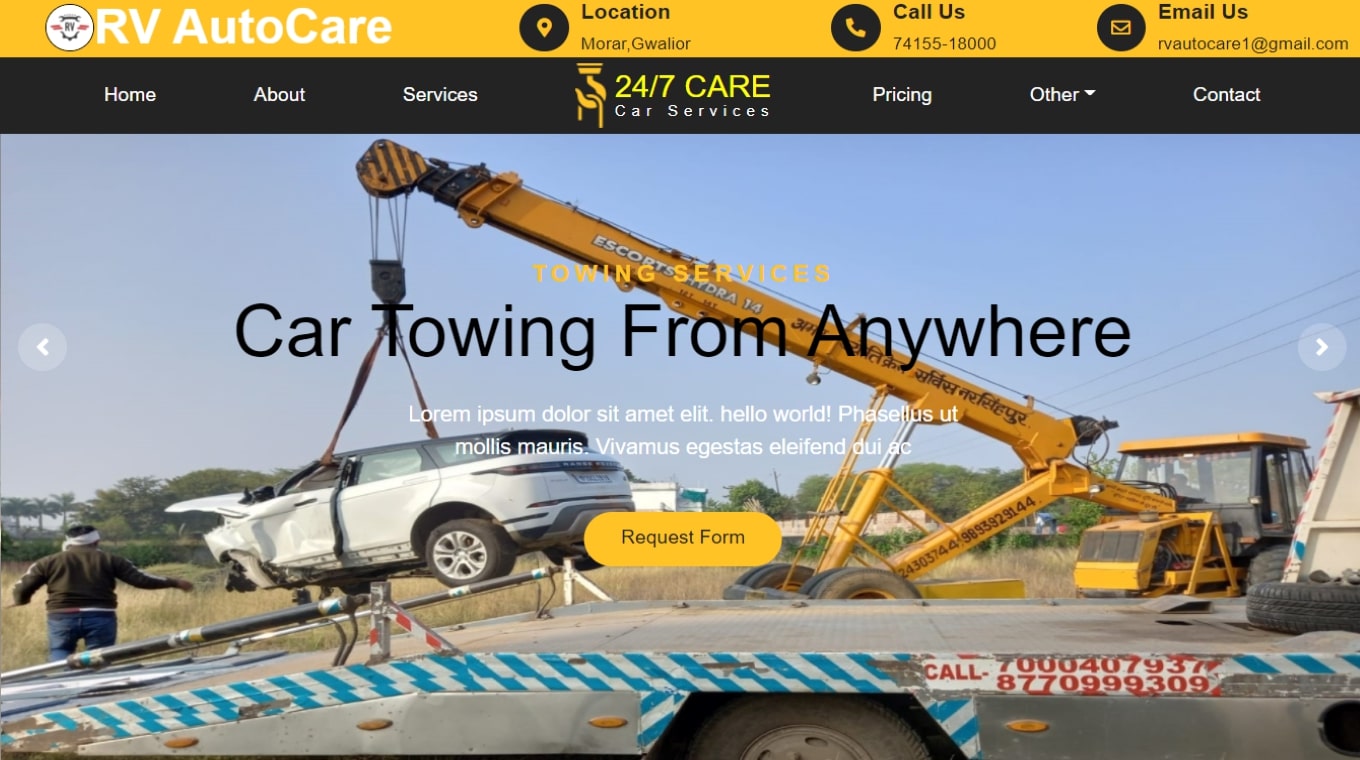 RV
RV AutoCare
Location
Morar,Gwalior
Call Us
74155-18000
Email Us
rvautocare1@gmail.com
Home
About
Services
24/7 CARE
Car Services
Pricing
Other
Contact
ESCORTS HYDRA 14
TOWING SERVICES
Car Towing From Anywhere
क्रेन सर्विस नरसिंहपुर.
Lorem ipsum dolor sit amet elit. hello world! Phasellus ut
mollis mauris. Vivamus egestas eleifend dui ac
RANGE ROVER
Request Form
9893929144
CALL- 7000407937
8770999309